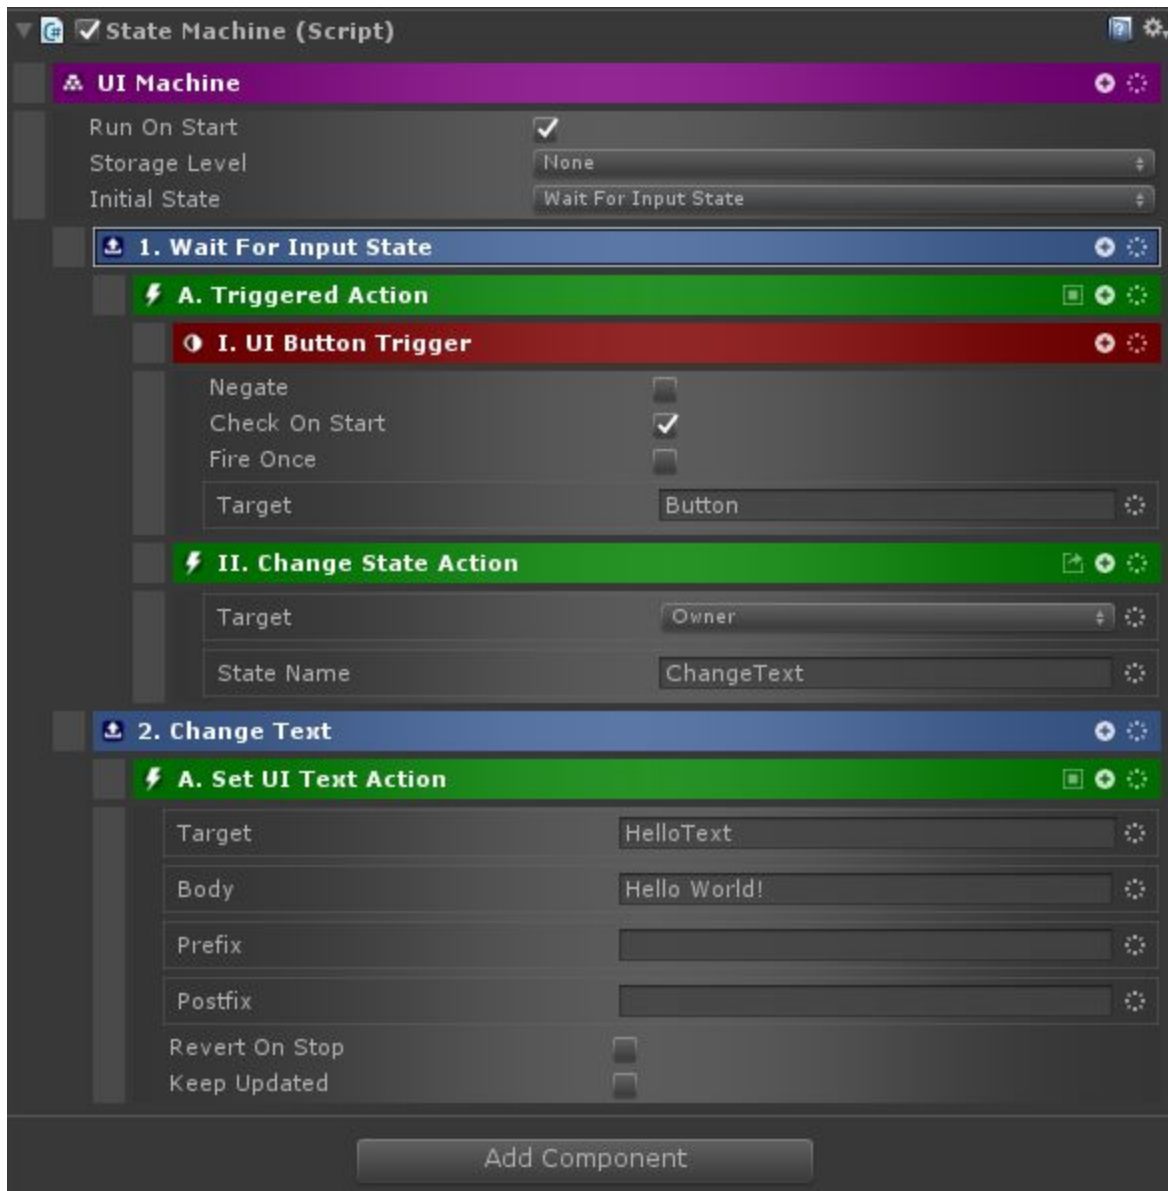 State Machine (Script)
UI Machine
Run On Start
Storage Level None
Initial State Wait For Input State
1. Wait For Input State
A. Triggered Action
I. UI Button Trigger
Negate
Check On Start
Fire Once
Target Button
II. Change State Action
Target Owner
State Name ChangeText
2. Change Text
A. Set UI Text Action
Target HelloText
Body Hello World!
Prefix
Postfix
Revert On Stop
Keep Updated
Add Component